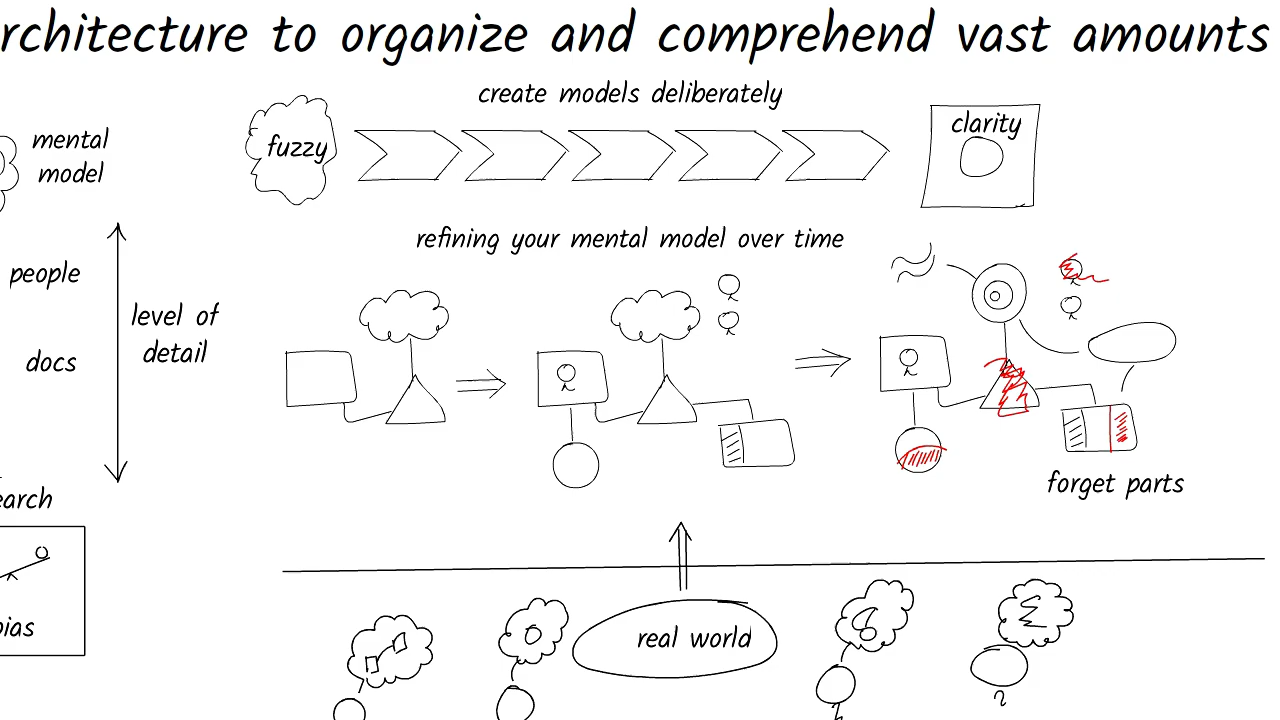 rchitecture to organize and comprehend vast amounts
create models deliberately
mental
model
fuzzy
clarity
refining your mental model over time
people
level of
detail
docs
forget parts
earch
real world
bias